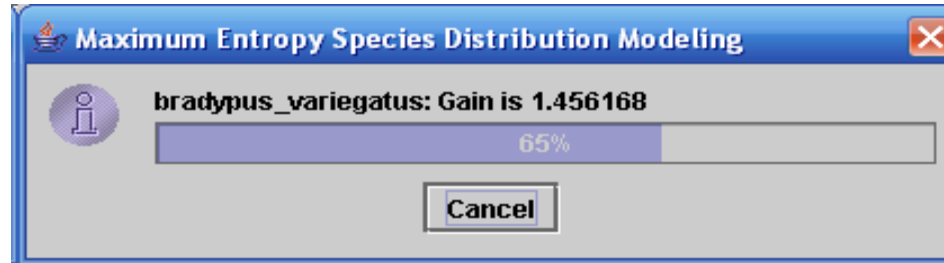 Maximum Entropy Species Distribution Modeling
bradypus_variegatus: Gain is 1.456168
65%
Cancel